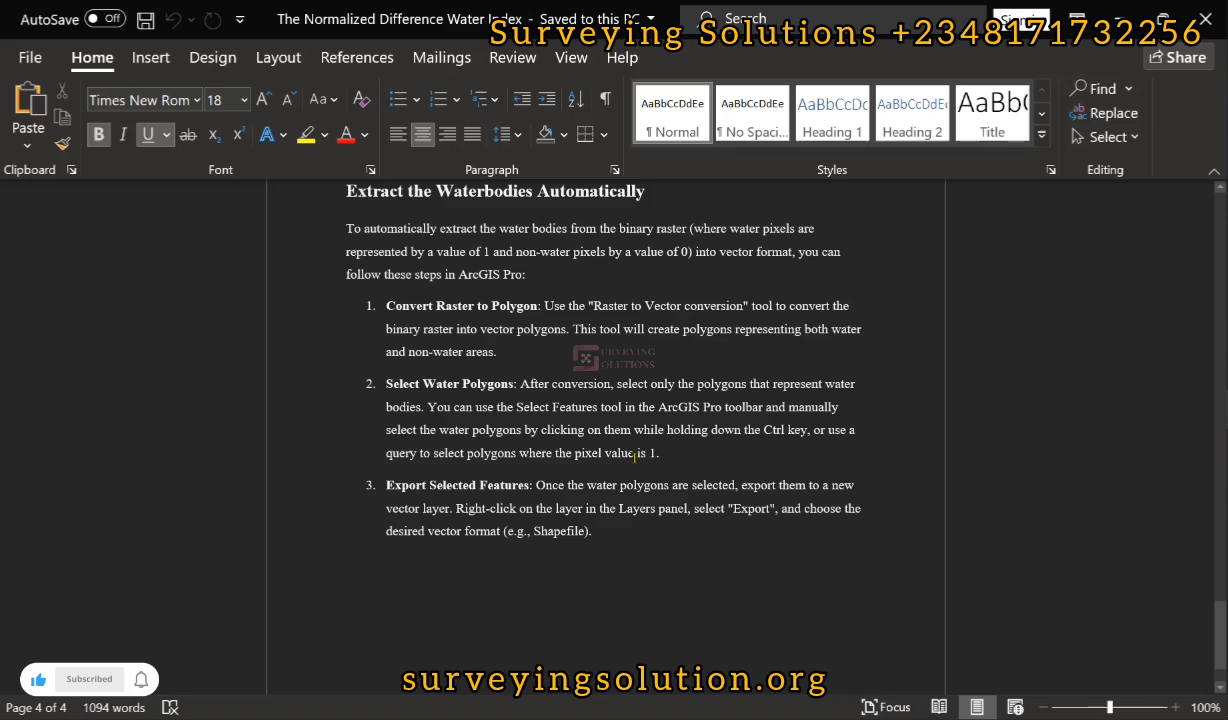 AutoSave Off The Normalized Difference Water Index - Saved to this PC Search
Surveying Solutions +2348171732256
File Home Insert Design Layout References Mailings Review View Help Share
Paste Times New Rom 18 Aa AaBbCcDdEe AaBbCcDdEe AaBbCcDc AaBbCcDdEe AaBb( Find
¶ Normal ¶ No Spaci... Heading 1 Heading 2 Title Replace
Select
Clipboard Font Paragraph Styles Editing
Extract the Waterbodies Automatically
To automatically extract the water bodies from the binary raster (where water pixels are
represented by a value of 1 and non-water pixels by a value of 0) into vector format, you can
follow these steps in ArcGIS Pro:
1. Convert Raster to Polygon: Use the "Raster to Vector conversion" tool to convert the
binary raster into vector polygons. This tool will create polygons representing both water
and non-water areas.
SURVEYING
SOLUTIONS
2. Select Water Polygons: After conversion, select only the polygons that represent water
bodies. You can use the Select Features tool in the ArcGIS Pro toolbar and manually
select the water polygons by clicking on them while holding down the Ctrl key, or use a
query to select polygons where the pixel value is 1.
3. Export Selected Features: Once the water polygons are selected, export them to a new
vector layer. Right-click on the layer in the Layers panel, select "Export", and choose the
desired vector format (e.g., Shapefile).
Subscribed
surveyingsolution.org
Page 4 of 4 1094 words Focus 100%